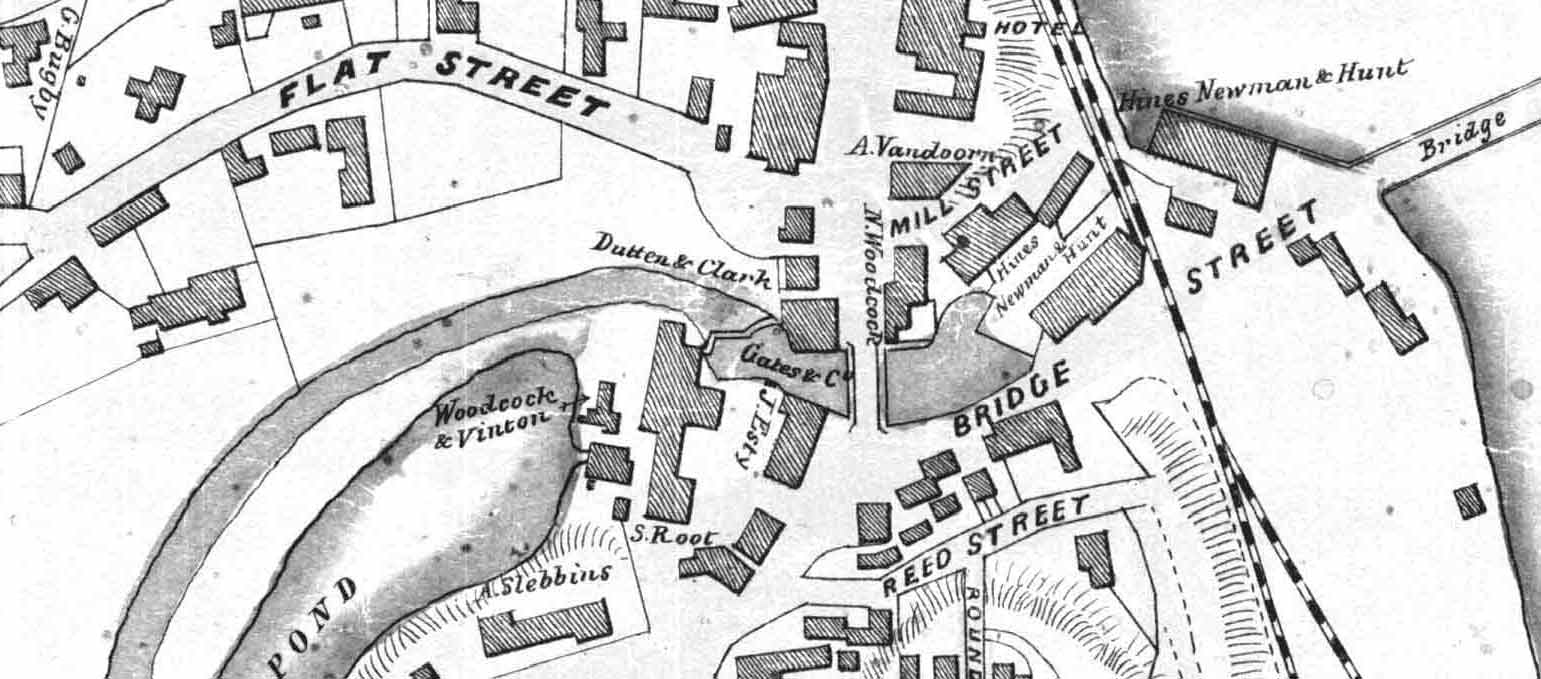 G. Bugby
FLAT STREET
HOTEL
Hines Newman & Hunt
Bridge
A. Vandoorn
MILL STREET
N. Woodcock
Hines
Newman &
Hunt
STREET
Dutten & Clark
Gates & Co
BRIDGE
J. Esty
Woodcock
& Vinton
S. Root
A. Slebbins
REED STREET
ROUND
POND